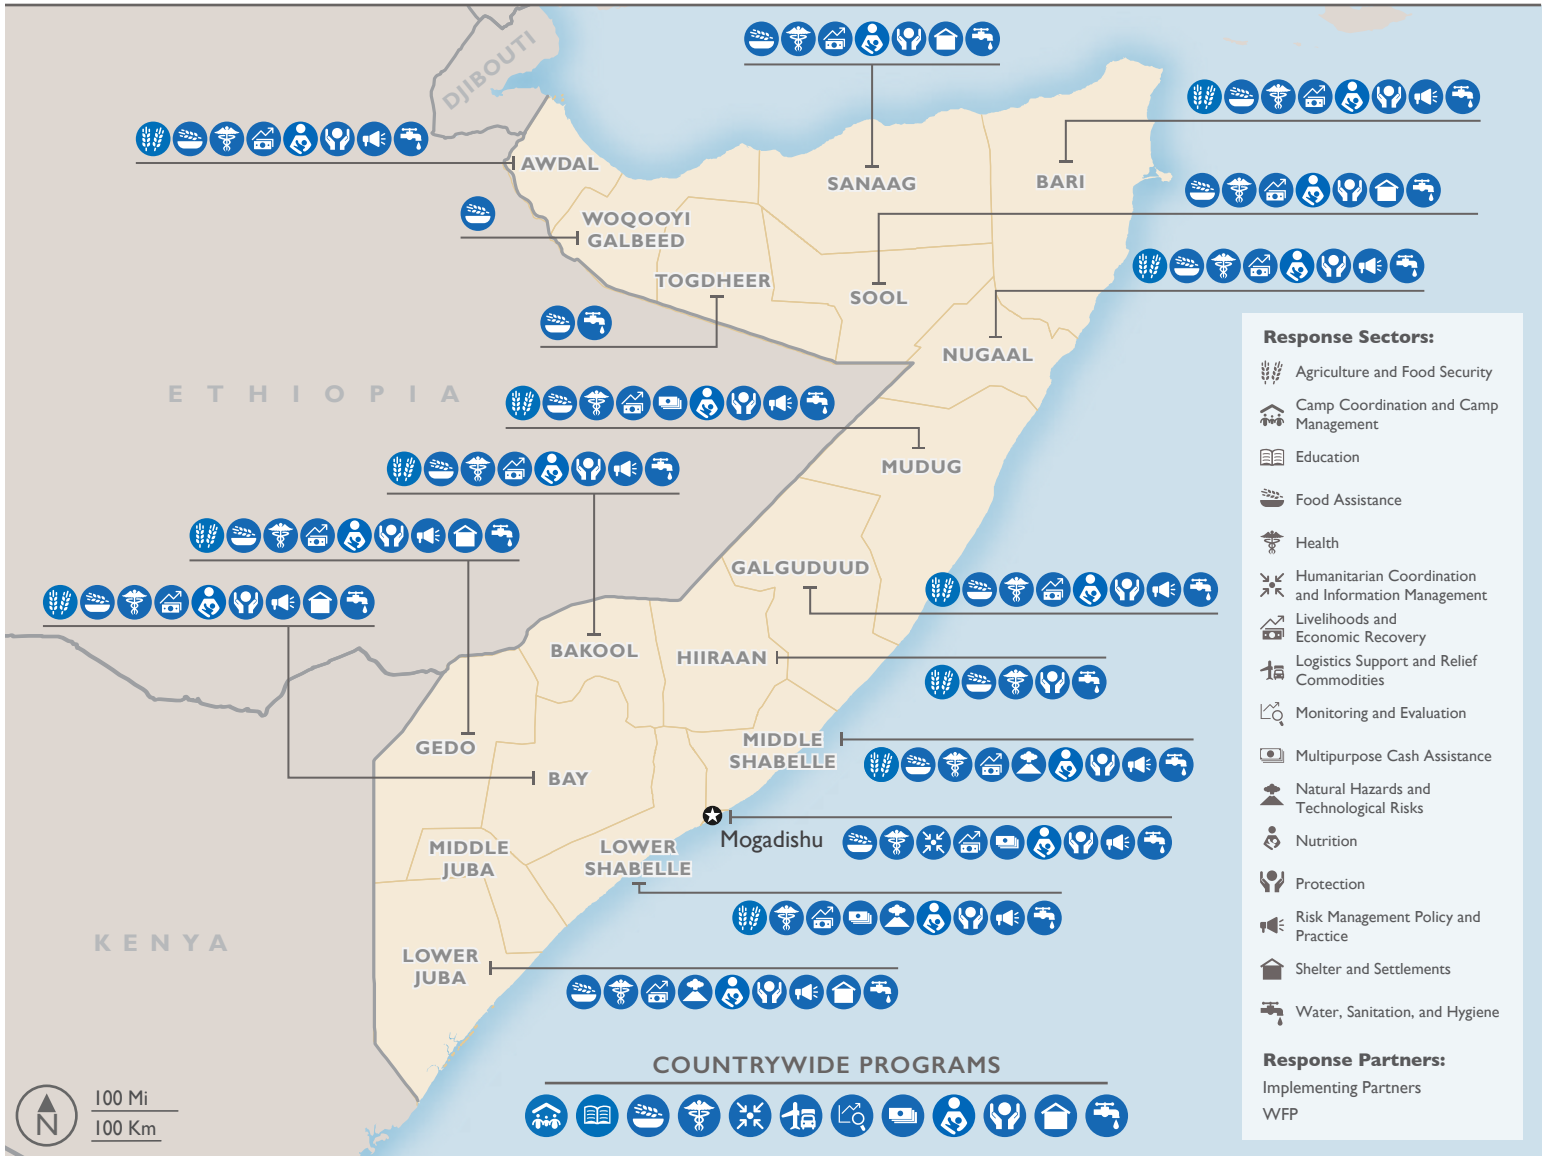 DJIBOUTI
AWDAL
SANAAG
BARI
WOQOOYI
GALBEED
TOGDHEER
SOOL
NUGAAL
ETHIOPIA
MUDUG
GALGUDUUD
BAKOOL
HIIRAAN
GEDO
MIDDLE
SHABELLE
BAY
Mogadishu
MIDDLE
JUBA
LOWER
SHABELLE
KENYA
LOWER
JUBA
COUNTRYWIDE PROGRAMS
100 Mi
100 Km
N
Response Sectors:
Agriculture and Food Security
Camp Coordination and Camp
Management
Education
Food Assistance
Health
Humanitarian Coordination
and Information Management
Livelihoods and
Economic Recovery
Logistics Support and Relief
Commodities
Monitoring and Evaluation
Multipurpose Cash Assistance
Natural Hazards and
Technological Risks
Nutrition
Protection
Risk Management Policy and
Practice
Shelter and Settlements
Water, Sanitation, and Hygiene
Response Partners:
Implementing Partners
WFP